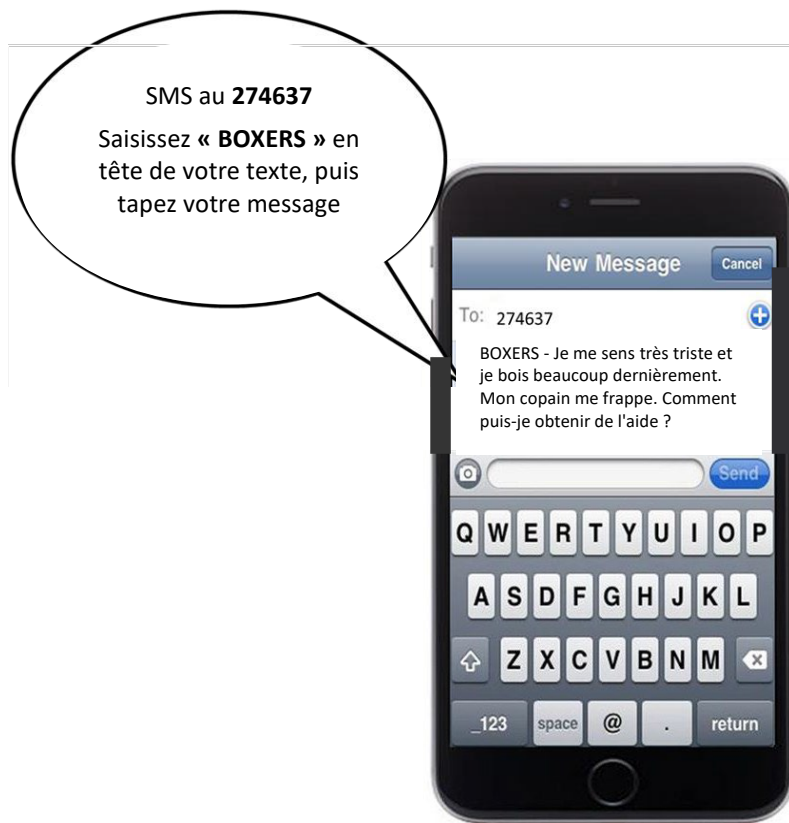 SMS au 274637
Saisissez « BOXERS » en
tête de votre texte, puis
tapez votre message
New Message
Cancel
To: 274637
BOXERS - Je me sens très triste et
je bois beaucoup dernièrement.
Mon copain me frappe. Comment
puis-je obtenir de l'aide ?
Send
Q W E R T Y U I O P
A S D F G H J K L
Z X C V B N M
_123 space @ . return